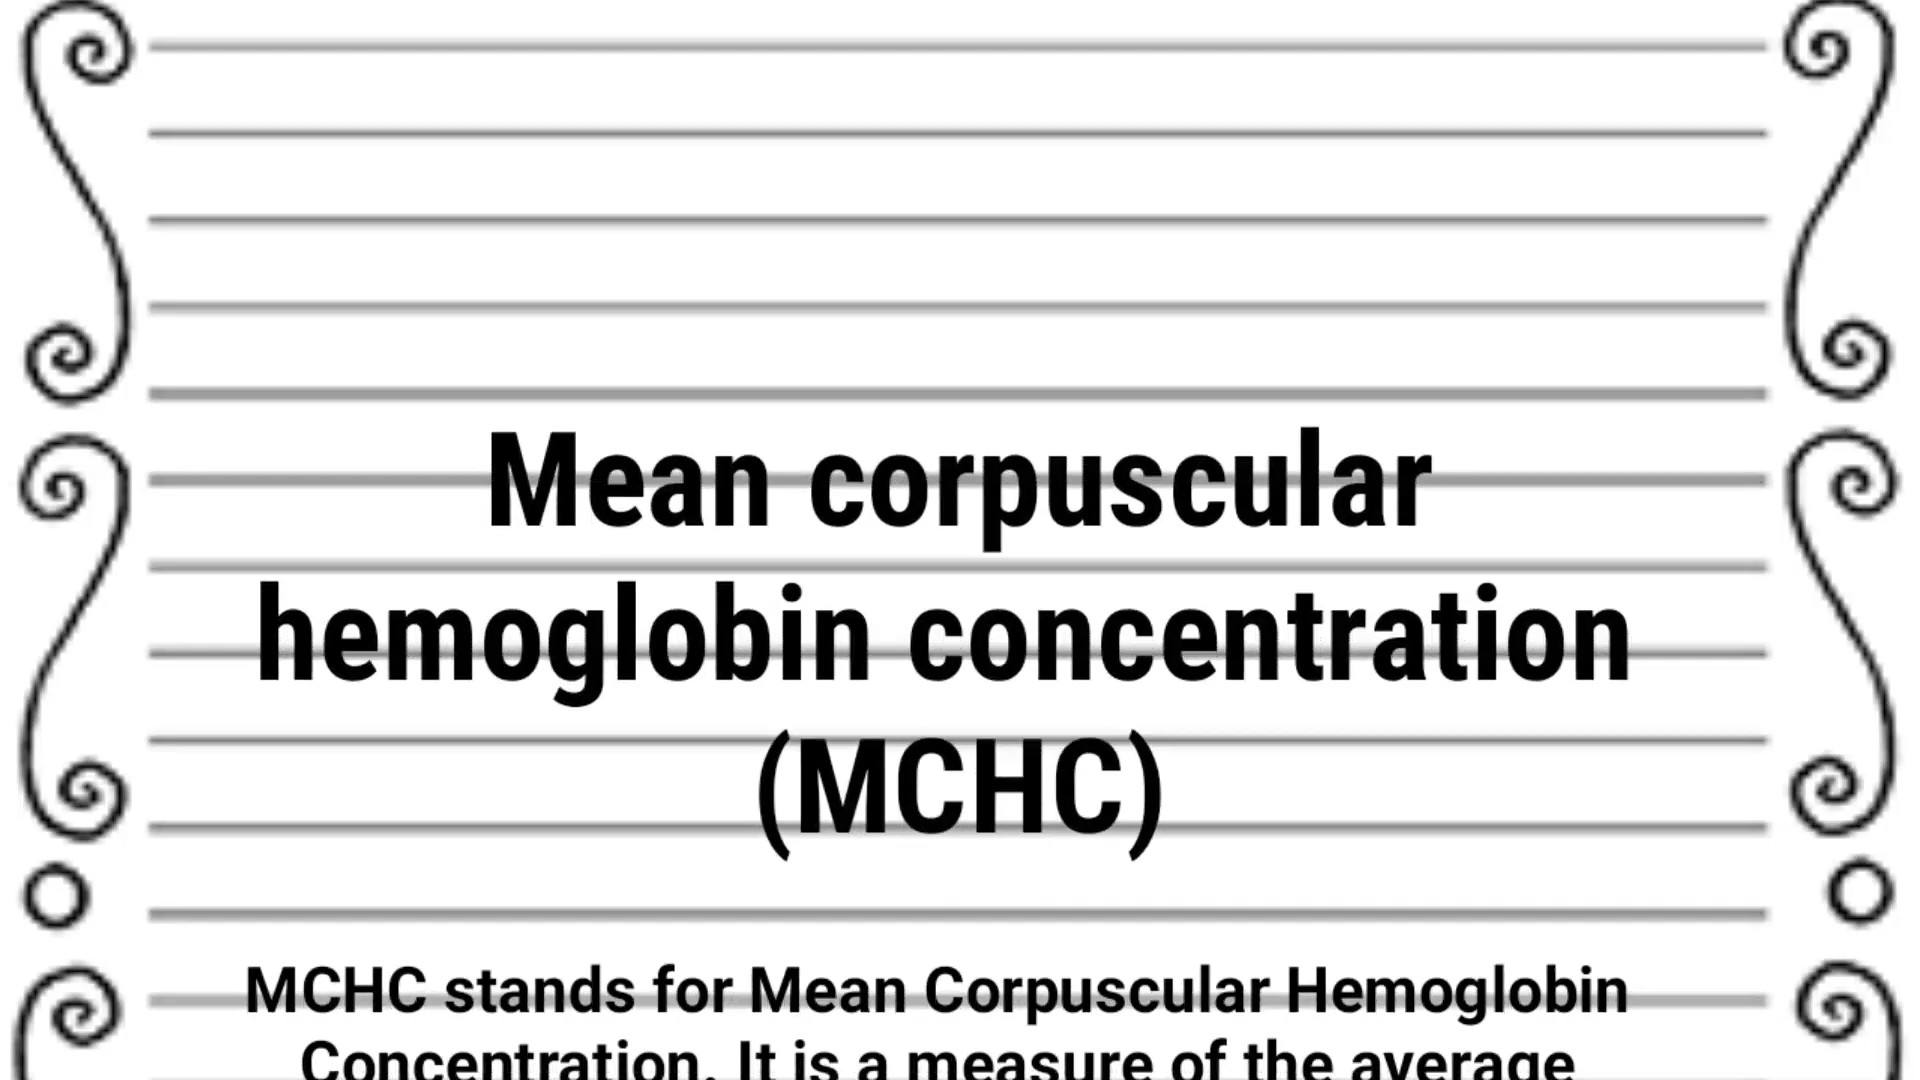 Mean corpuscular
hemoglobin concentration
(MCHC)
MCHC stands for Mean Corpuscular Hemoglobin
Concentration. It is a measure of the average